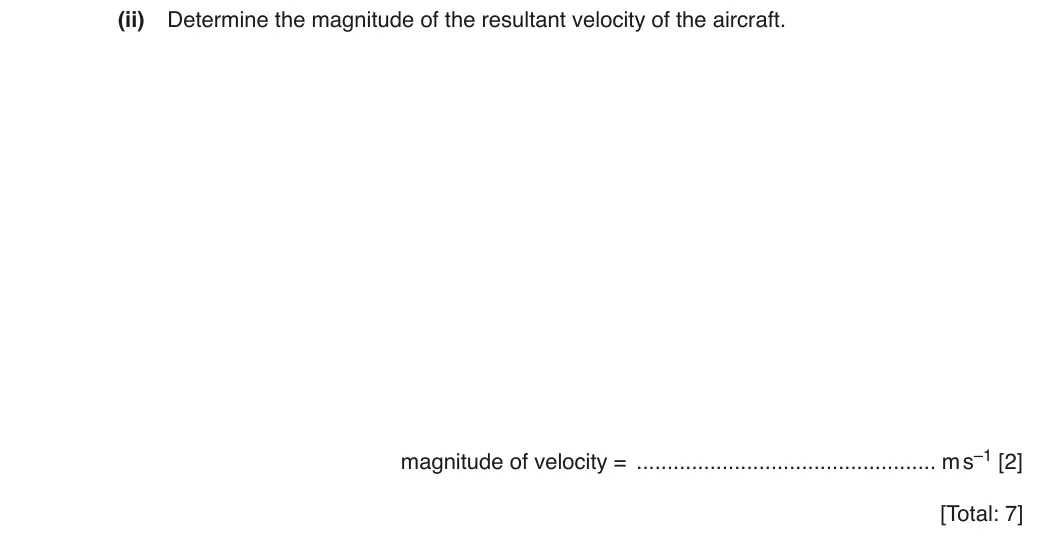 (ii) Determine the magnitude of the resultant velocity of the aircraft.
magnitude of velocity = ................................................. m s⁻¹ [2]
[Total: 7]